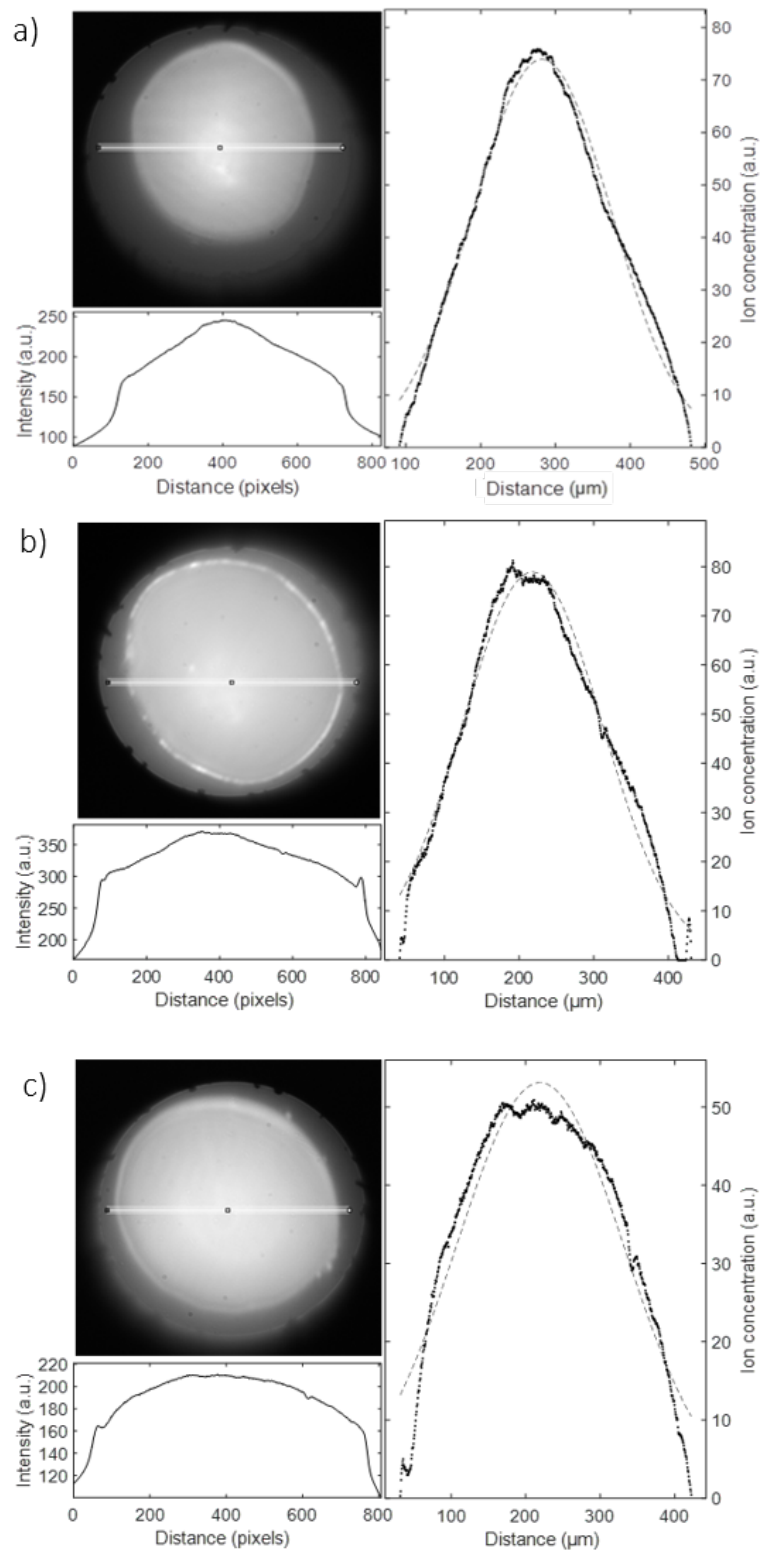 a)
250
200
150
100
Intensity (a.u.)
0 200 400 600 800
Distance (pixels)
80
70
60
50
40
30
20
10
0
Ion concentration (a.u.)
100 200 300 400 500
Distance (µm)
b)
350
300
250
200
Intensity (a.u.)
0 200 400 600 800
Distance (pixels)
80
70
60
50
40
30
20
10
0
Ion concentration (a.u.)
100 200 300 400
Distance (µm)
c)
220
200
180
160
140
120
Intensity (a.u.)
0 200 400 600 800
Distance (pixels)
50
40
30
20
10
0
Ion concentration (a.u.)
100 200 300 400
Distance (µm)